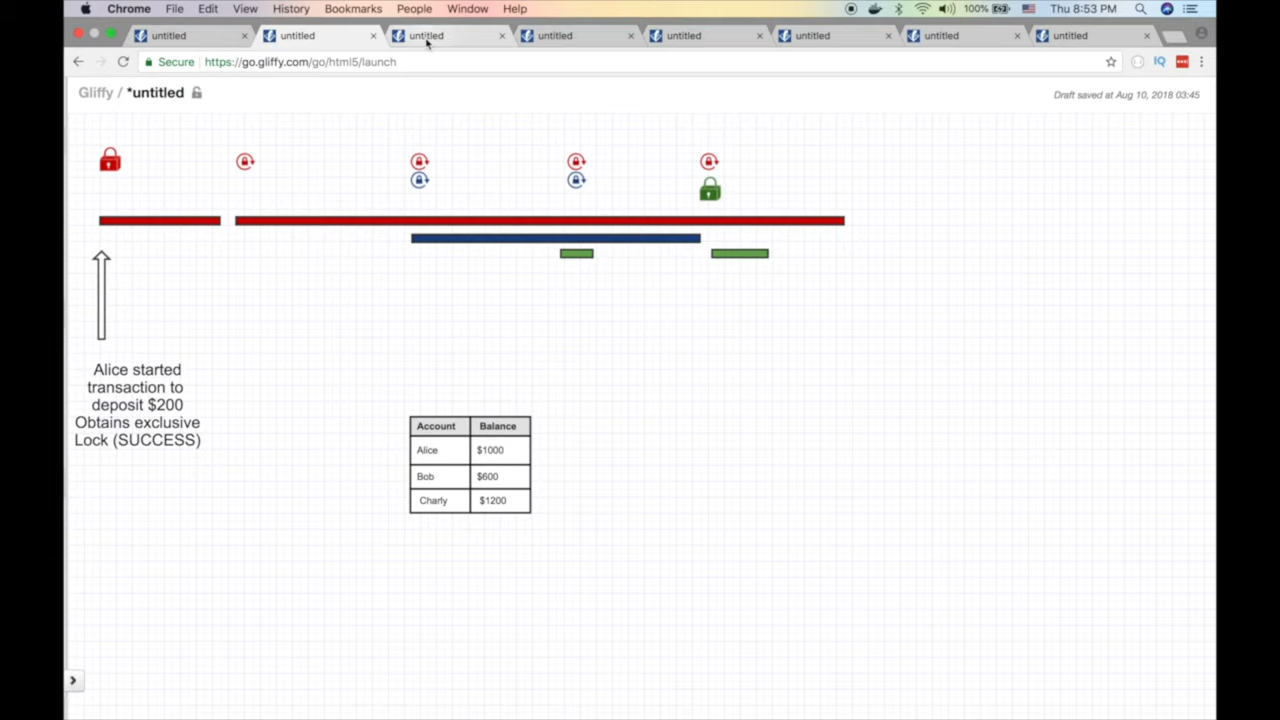 Chrome File Edit View History Bookmarks People Window Help 100% Thu 8:53 PM
untitled untitled untitled untitled untitled untitled untitled untitled
Secure https://go.gliffy.com/go/html5/launch IQ
Gliffy / *untitled
Draft saved at Aug 10, 2018 03:45
Alice started
transaction to
deposit $200
Obtains exclusive
Lock (SUCCESS)
Account Balance
Alice $1000
Bob $600
Charly $1200